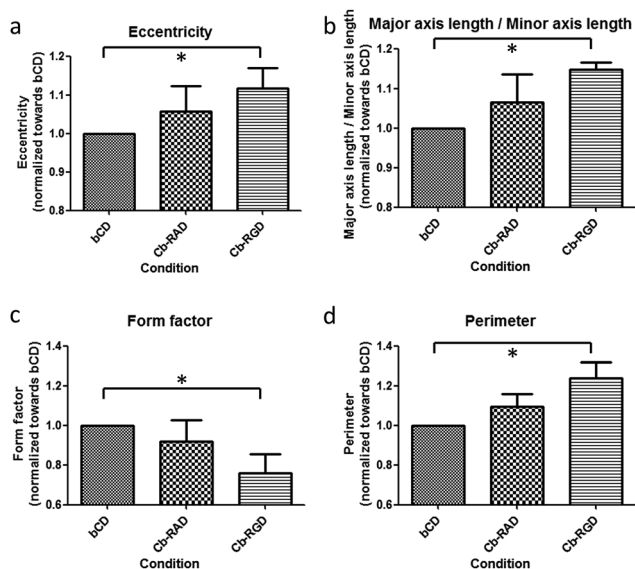 a
Eccentricity
*
Eccentricity
(normalized towards bCD)
1.2
1.1
1.0
0.9
0.8
bCD
Cb-RAD
Cb-RGD
Condition
b
Major axis length / Minor axis length
*
Major axis length / Minor axis length
(normalized towards bCD)
1.2
1.1
1.0
0.9
0.8
bCD
Cb-RAD
Cb-RGD
Condition
c
Form factor
*
Form factor
(normalized towards bCD)
1.4
1.2
1.0
0.8
0.6
bCD
Cb-RAD
Cb-RGD
Condition
d
Perimeter
*
Perimeter
(normalized towards bCD)
1.4
1.2
1.0
0.8
0.6
bCD
Cb-RAD
Cb-RGD
Condition